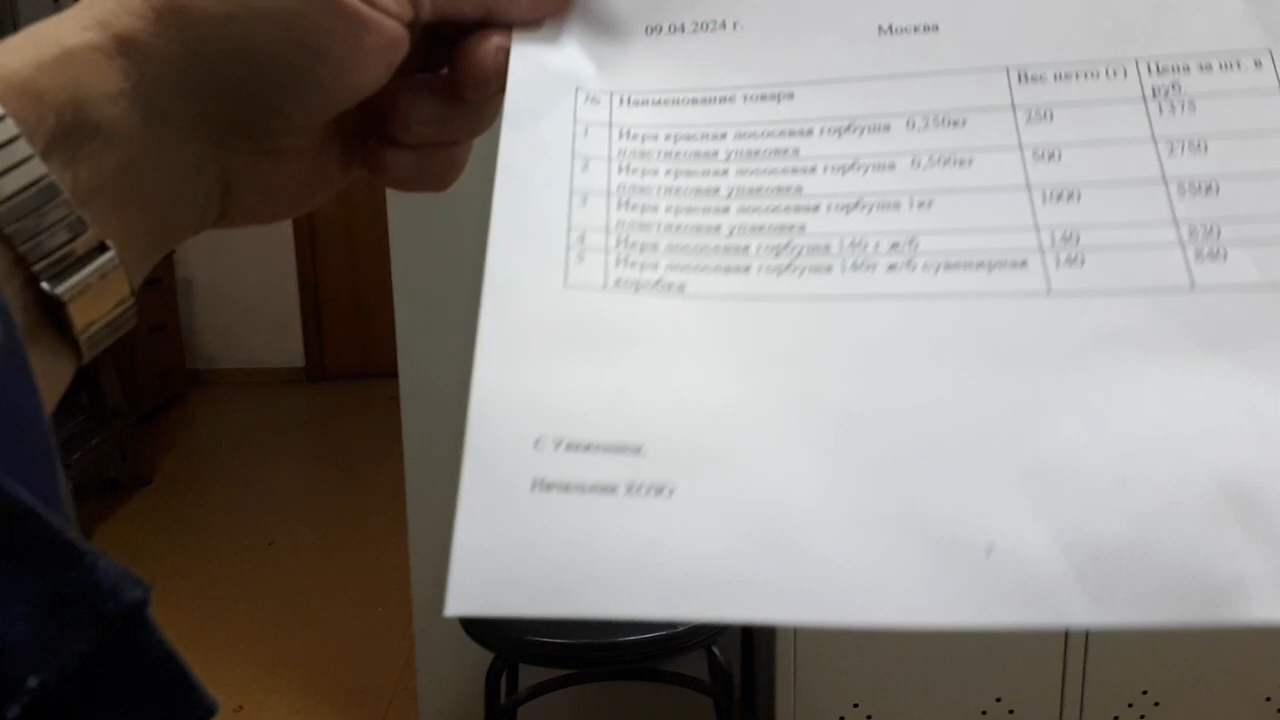 09.04.2024 г. Москва
№ Наименование товара Вес нетто (г) Цена за шт. в
руб.
1 Икра красная лососевая горбуша 0,250кг 250 1375
пластиковая упаковка
2 Икра красная лососевая горбуша 0,500кг 500 2750
пластиковая упаковка
3 Икра красная лососевая горбуша 1кг 1000 5500
пластиковая упаковка
4 Икра лососевая горбуша 140 г ж/б 140
5 Икра лососевая горбуша 140г ж/б сувенирная 140
коробка
С Уважением,
Начальник